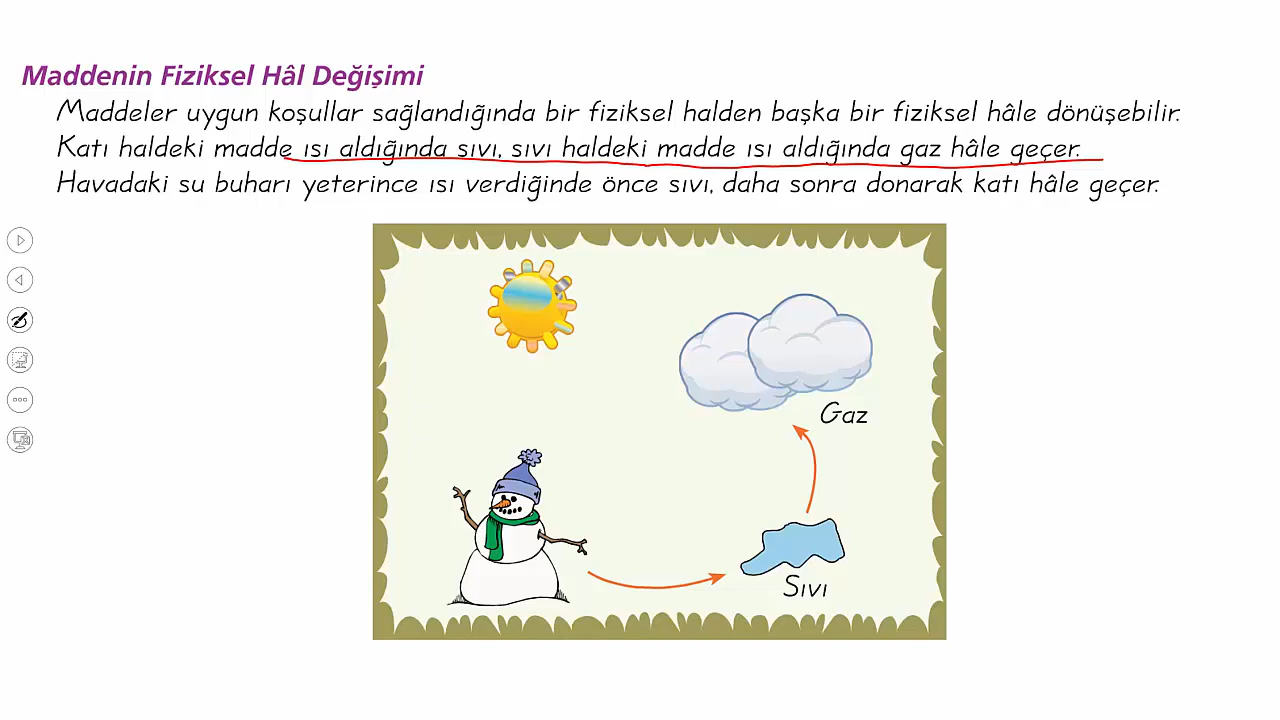 Maddenin Fiziksel Hâl Değişimi
Maddeler uygun koşullar sağlandığında bir fiziksel halden başka bir fiziksel hâle dönüşebilir.
Katı haldeki madde ısı aldığında sıvı, sıvı haldeki madde ısı aldığında gaz hâle geçer.
Havadaki su buharı yeterince ısı verdiğinde önce sıvı, daha sonra donarak katı hâle geçer.
Gaz
Sıvı